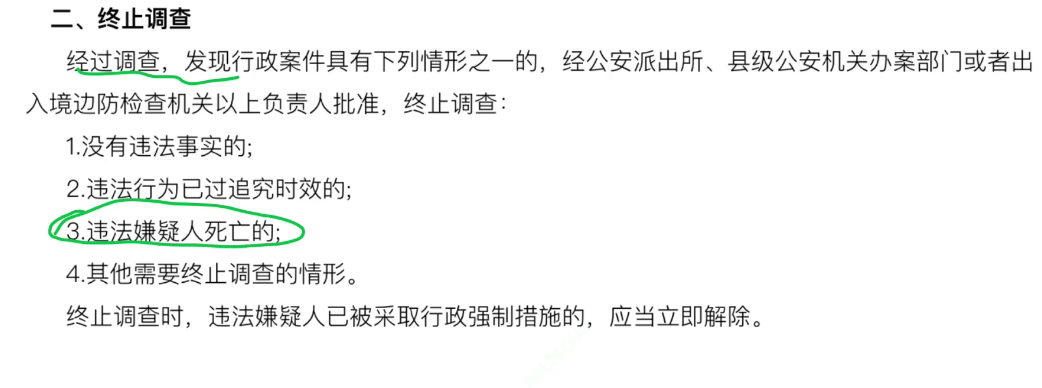 二、终止调查
经过调查，发现行政案件具有下列情形之一的，经公安派出所、县级公安机关办案部门或者出
入境边防检查机关以上负责人批准，终止调查：
1.没有违法事实的;
2.违法行为已过追究时效的;
3.违法嫌疑人死亡的;
4.其他需要终止调查的情形。
终止调查时，违法嫌疑人已被采取行政强制措施的，应当立即解除。